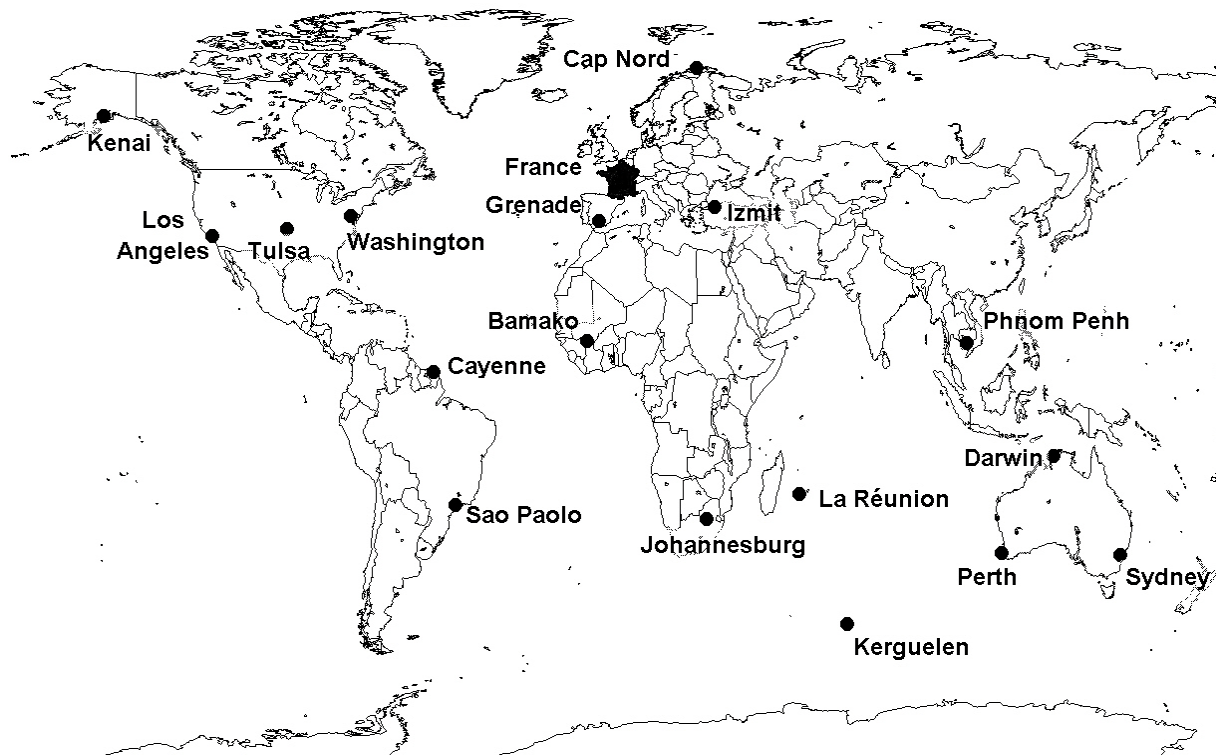 Cap Nord
Kenai
France
Grenade
Izmit
Los
Angeles
Tulsa
Washington
Bamako
Phnom Penh
Cayenne
Darwin
La Réunion
Sao Paolo
Johannesburg
Perth
Sydney
Kerguelen